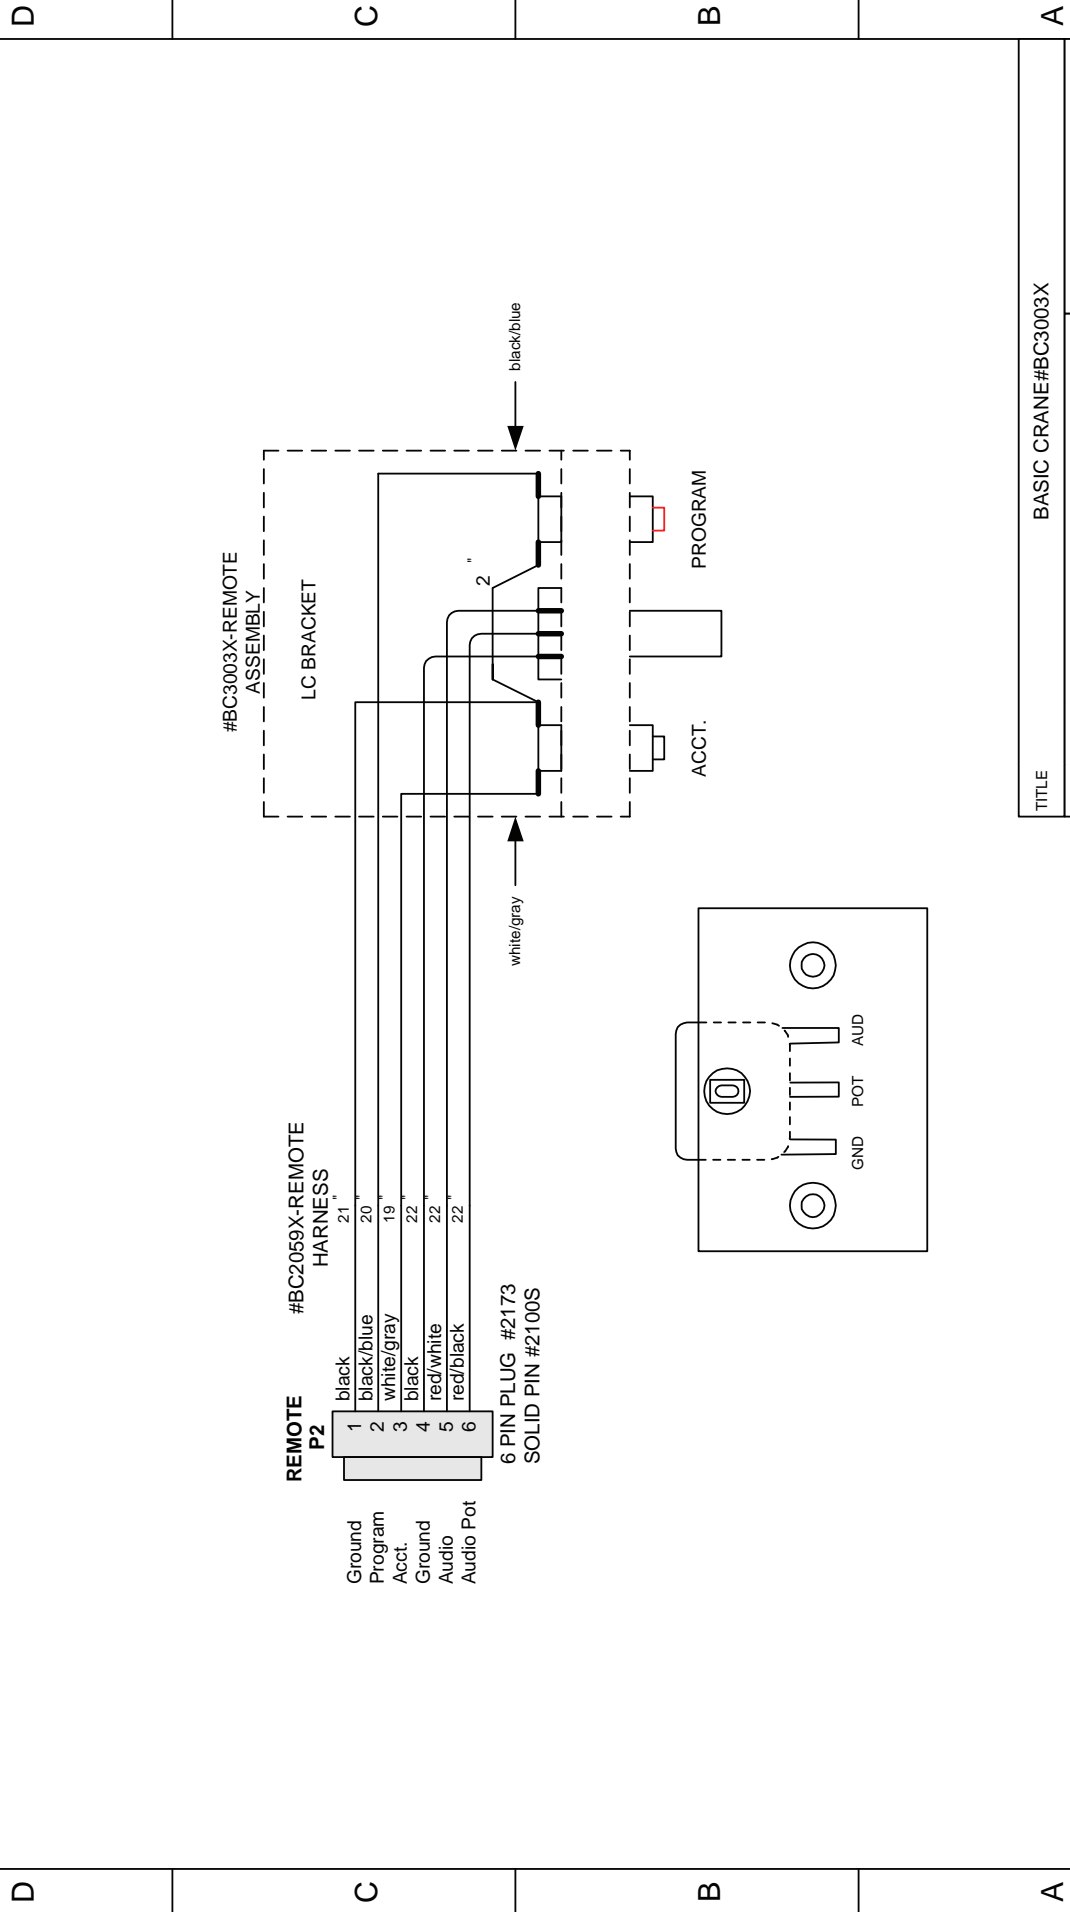 D
C
B
A
#BC3003X-REMOTE
ASSEMBLY
LC BRACKET
2 "
black/blue
white/gray
PROGRAM
ACCT.
#BC2059X-REMOTE
HARNESS
21 "
20 "
19 "
22 "
22 "
22 "
REMOTE
P2
black
black/blue
white/gray
black
red/white
red/black
1
2
3
4
5
6
Ground
Program
Acct.
Ground
Audio
Audio Pot
6 PIN PLUG #2173
SOLID PIN #2100S
GND
POT
AUD
TITLE
BASIC CRANE#BC3003X
D
C
B
A